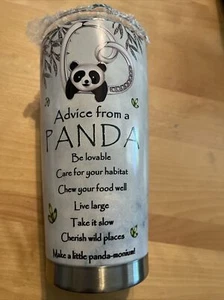 Advice from a
PANDA
Be lovable
Care for your habitat
Chew your food well
Live large
Take it slow
Cherish wild places
Make a little panda-monium!